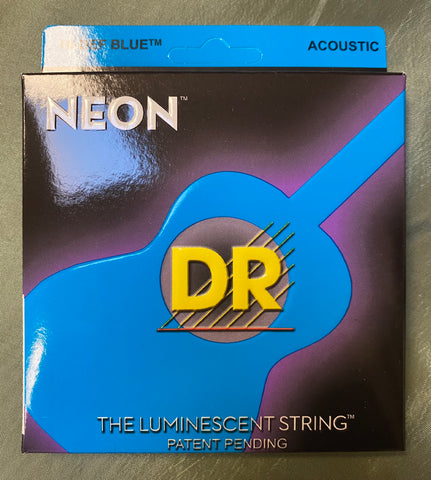 BLUE™
ACOUSTIC
NEON™
DR
THE LUMINESCENT STRING™
PATENT PENDING